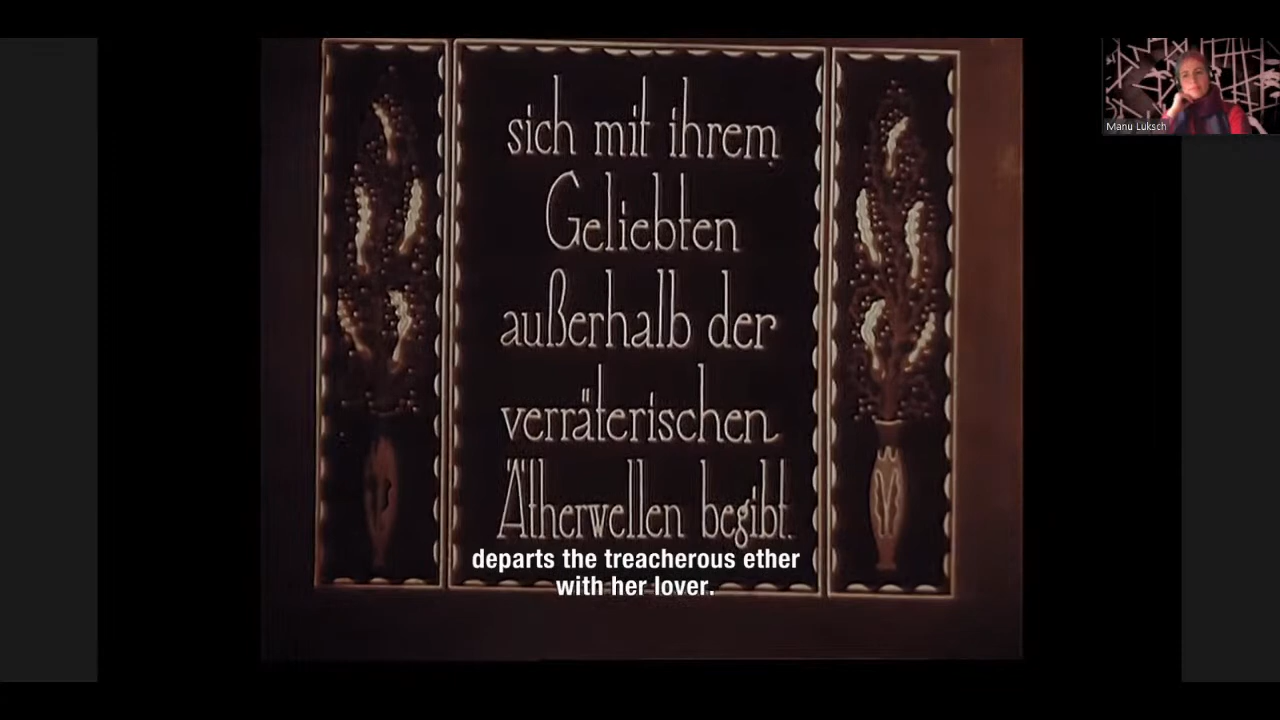 Manu Luksch
sich mit ihrem
Geliebten
außerhalb der
verräterischen
Ätherwellen begibt.
departs the treacherous ether
with her lover.